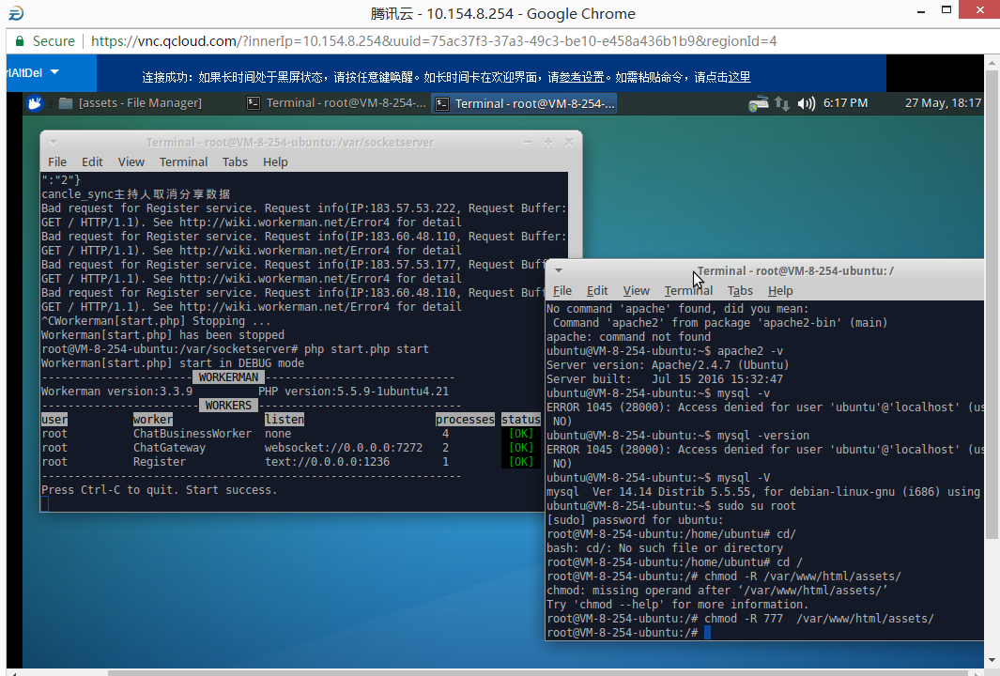 腾讯云 - 10.154.8.254 - Google Chrome
Secure | https://vnc.qcloud.com/?innerIp=10.154.8.254&uuid=75ac37f3-37a3-49c3-be10-e458a436b1b9&regionId=4
rlAltDel
连接成功：如果长时间处于黑屏状态，请按任意键唤醒。如长时间卡在欢迎界面，请参考设置。如需粘贴命令，请点击这里
[assets - File Manager] Terminal - root@VM-8-254-... Terminal - root@VM-8-254-... 6:17 PM 27 May, 18:17
Terminal - root@VM-8-254-ubuntu: /var/socketserver
File Edit View Terminal Tabs Help
":"2"}
cancle_sync主持人取消分享数据
Bad request for Register service. Request info(IP:183.57.53.222, Request Buffer:
GET / HTTP/1.1). See http://wiki.workerman.net/Error4 for detail
Bad request for Register service. Request info(IP:183.60.48.110, Request Buffer:
GET / HTTP/1.1). See http://wiki.workerman.net/Error4 for detail
Bad request for Register service. Request info(IP:183.57.53.177, Request Buf
GET / HTTP/1.1). See http://wiki.workerman.net/Error4 for detail
Bad request for Register service. Request info(IP:183.60.48.110, Request Buf
GET / HTTP/1.1). See http://wiki.workerman.net/Error4 for detail
^CWorkerman[start.php] Stopping ...
Workerman[start.php] has been stopped
root@VM-8-254-ubuntu:/var/socketserver# php start.php start
Workerman[start.php] start in DEBUG mode
----------------------- WORKERMAN -----------------------------
Workerman version:3.3.9 PHP version:5.5.9-1ubuntu4.21
------------------------ WORKERS -------------------------------
user worker listen processes status
root ChatBusinessWorker none 4 [OK]
root ChatGateway websocket://0.0.0.0:7272 2 [OK]
root Register text://0.0.0.0:1236 1 [OK]
----------------------------------------------------------------
Press Ctrl-C to quit. Start success.
Terminal - root@VM-8-254-ubuntu: /
File Edit View Terminal Tabs Help
No command 'apache' found, did you mean:
Command 'apache2' from package 'apache2-bin' (main)
apache: command not found
ubuntu@VM-8-254-ubuntu:~$ apache2 -v
Server version: Apache/2.4.7 (Ubuntu)
Server built: Jul 15 2016 15:32:47
ubuntu@VM-8-254-ubuntu:~$ mysql -v
ERROR 1045 (28000): Access denied for user 'ubuntu'@'localhost' (us
NO)
ubuntu@VM-8-254-ubuntu:~$ mysql -version
ERROR 1045 (28000): Access denied for user 'ubuntu'@'localhost' (us
NO)
ubuntu@VM-8-254-ubuntu:~$ mysql -V
mysql Ver 14.14 Distrib 5.5.55, for debian-linux-gnu (i686) using
ubuntu@VM-8-254-ubuntu:~$ sudo su root
[sudo] password for ubuntu:
root@VM-8-254-ubuntu:/home/ubuntu# cd/
bash: cd/: No such file or directory
root@VM-8-254-ubuntu:/home/ubuntu# cd /
root@VM-8-254-ubuntu:/# chmod -R /var/www/html/assets/
chmod: missing operand after ‘/var/www/html/assets/’
Try 'chmod --help' for more information.
root@VM-8-254-ubuntu:/# chmod -R 777 /var/www/html/assets/
root@VM-8-254-ubuntu:/#